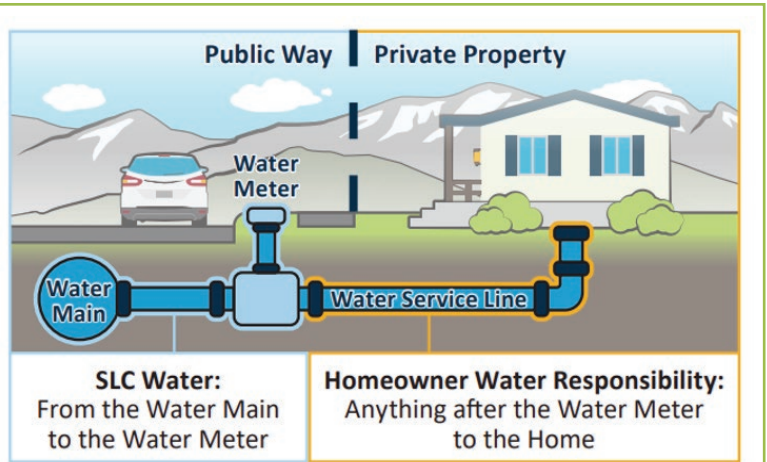 Public Way
Private Property
Water
Meter
Water
Main
Water Service Line
SLC Water:
From the Water Main
to the Water Meter
Homeowner Water Responsibility:
Anything after the Water Meter
to the Home